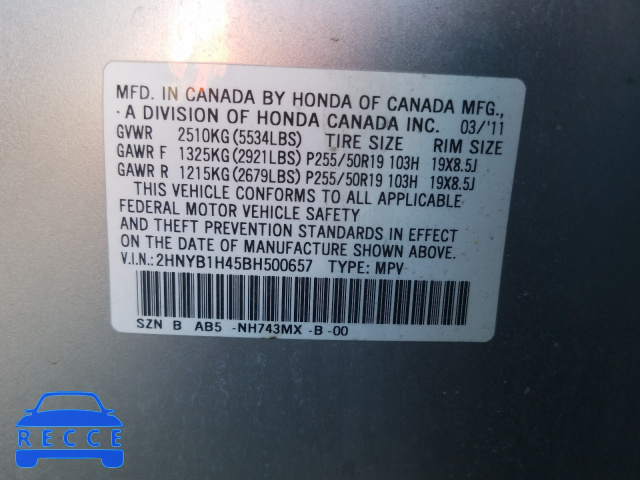 MFD. IN CANADA BY HONDA OF CANADA MFG.,
A DIVISION OF HONDA CANADA INC. 03/'11
GVWR 2510KG(5534LBS) TIRE SIZE RIM SIZE
GAWR F 1325KG(2921LBS) P255/50R19 103H 19X8.5J
GAWR R 1215KG(2679LBS) P255/50R19 103H 19X8.5J
THIS VEHICLE CONFORMS TO ALL APPLICABLE
FEDERAL MOTOR VEHICLE SAFETY
AND THEFT PREVENTION STANDARDS IN EFFECT
ON THE DATE OF MANUFACTURE SHOWN ABOVE.
V.I.N.: 2HNYB1H45BH500657 TYPE: MPV
SZN B AB5 -NH743MX -B-00
RECCE